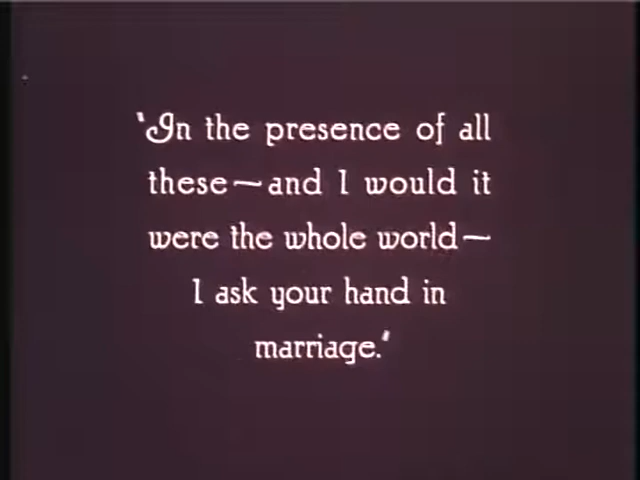 'In the presence of all
these—and I would it
were the whole world—
I ask your hand in
marriage.'